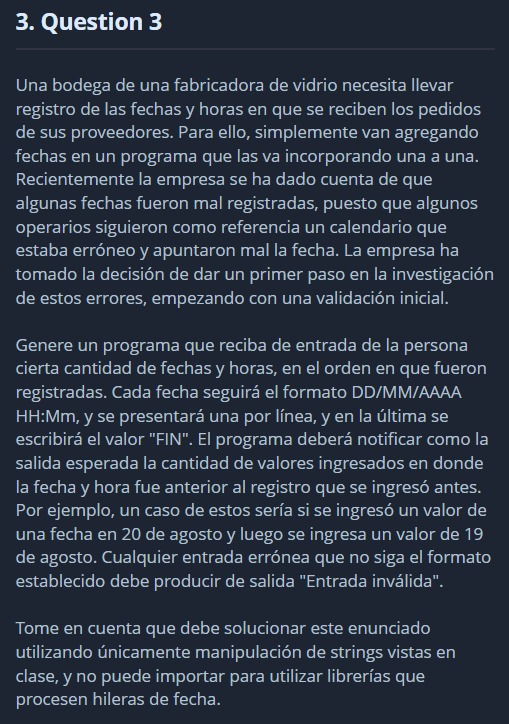 3. Question 3
Una bodega de una fabricadora de vidrio necesita llevar
registro de las fechas y horas en que se reciben los pedidos
de sus proveedores. Para ello, simplemente van agregando
fechas en un programa que las va incorporando una a una.
Recientemente la empresa se ha dado cuenta de que
algunas fechas fueron mal registradas, puesto que algunos
operarios siguieron como referencia un calendario que
estaba erróneo y apuntaron mal la fecha. La empresa ha
tomado la decisión de dar un primer paso en la investigación
de estos errores, empezando con una validación inicial.
Genere un programa que reciba de entrada de la persona
cierta cantidad de fechas y horas, en el orden en que fueron
registradas. Cada fecha seguirá el formato DD/MM/AAAA
HH:Mm, y se presentará una por línea, y en la última se
escribirá el valor "FIN". El programa deberá notificar como la
salida esperada la cantidad de valores ingresados en donde
la fecha y hora fue anterior al registro que se ingresó antes.
Por ejemplo, un caso de estos sería si se ingresó un valor de
una fecha en 20 de agosto y luego se ingresa un valor de 19
de agosto. Cualquier entrada errónea que no siga el formato
establecido debe producir de salida "Entrada inválida".
Tome en cuenta que debe solucionar este enunciado
utilizando únicamente manipulación de strings vistas en
clase, y no puede importar para utilizar librerías que
procesen hileras de fecha.